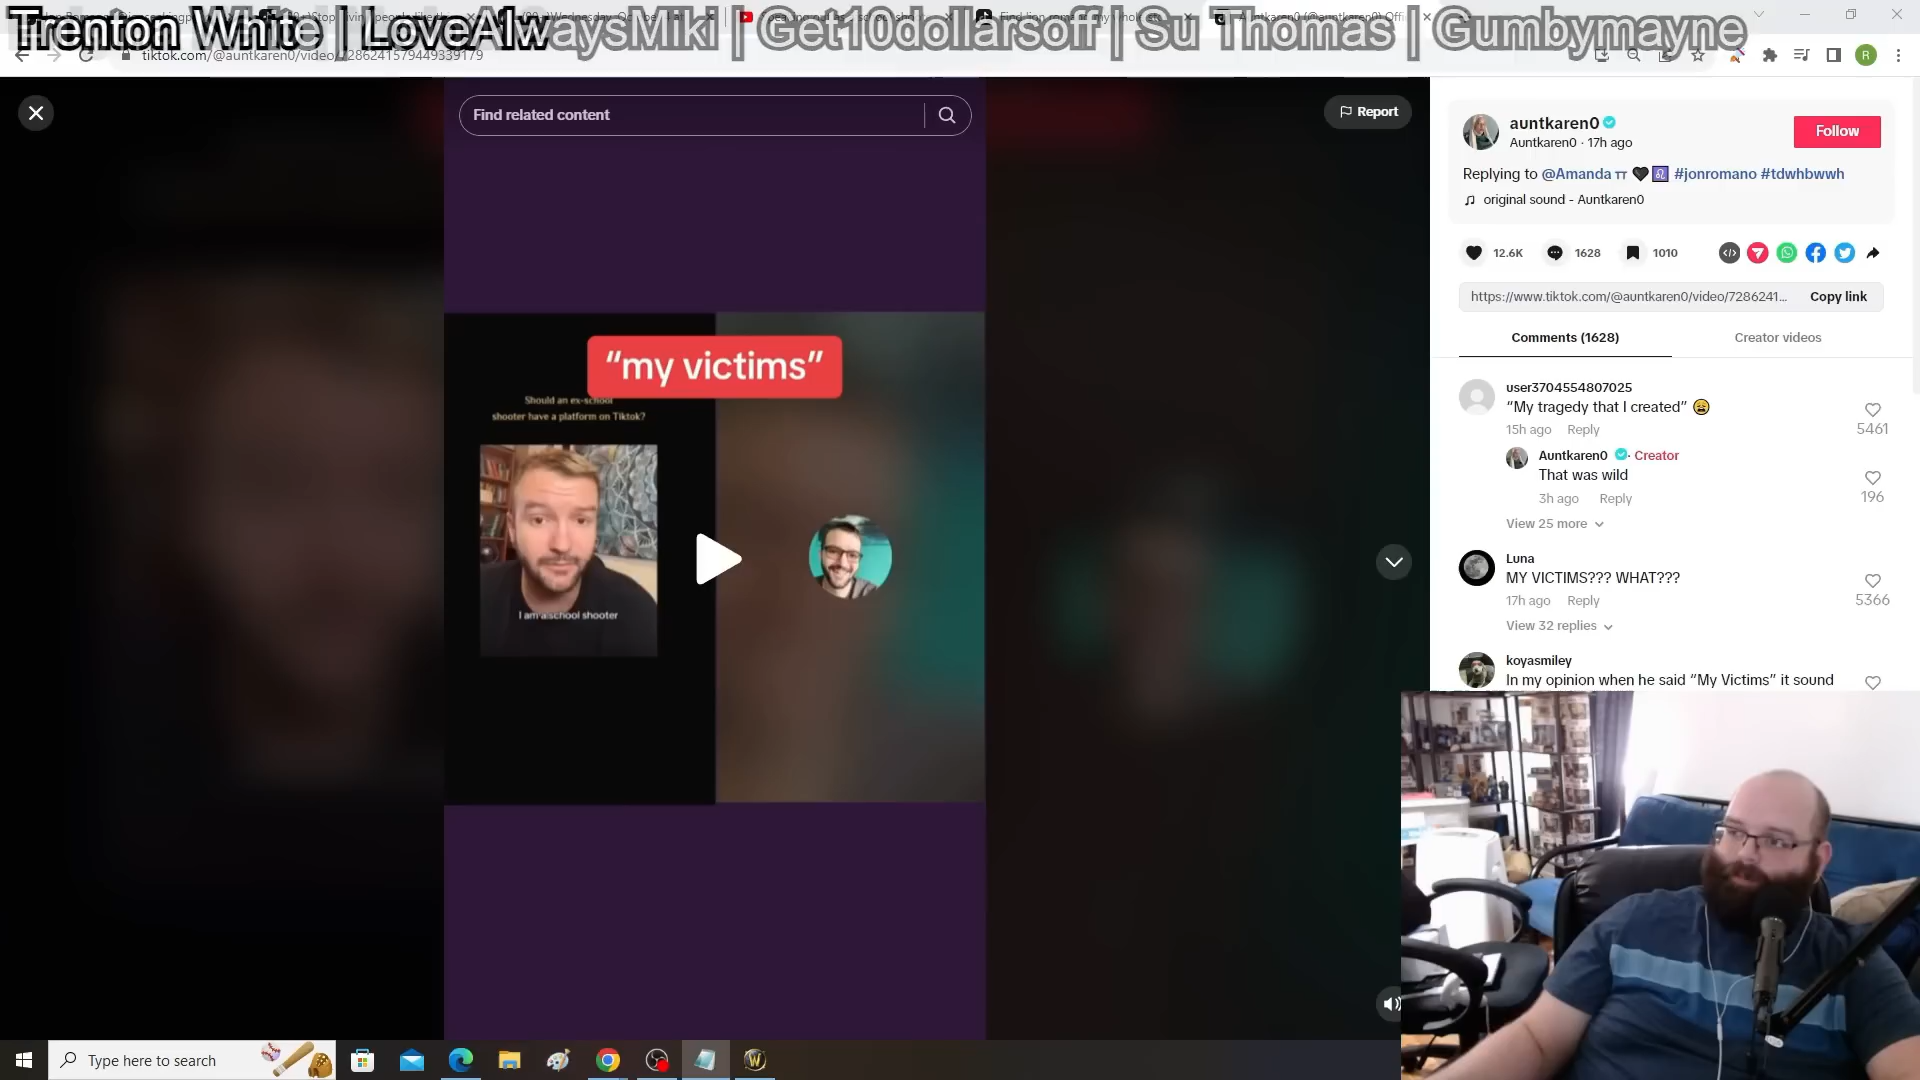 Trenton White | LoveAlwaysMiki | Get10dollarsoff | Su Thomas | Gumbymayne
tiktok.com/@auntkaren0/video/7286241579449339179
Find related content
Report
"my victims"
Should an ex-school
shooter have a platform on Tiktok?
I am a school shooter
auntkaren0
Auntkaren0 · 17h ago
Follow
Replying to @Amanda ㅠ 🖤♌ #jonromano #tdwhbwwh
original sound - Auntkaren0
12.6K
1628
1010
https://www.tiktok.com/@auntkaren0/video/7286241...
Copy link
Comments (1628)
Creator videos
user3704554807025
"My tragedy that I created" 😩
15h ago Reply
5461
Auntkaren0 · Creator
That was wild
3h ago Reply
196
View 25 more
Luna
MY VICTIMS??? WHAT???
17h ago Reply
5366
View 32 replies
koyasmiley
In my opinion when he said "My Victims" it sound
R
Type here to search
W